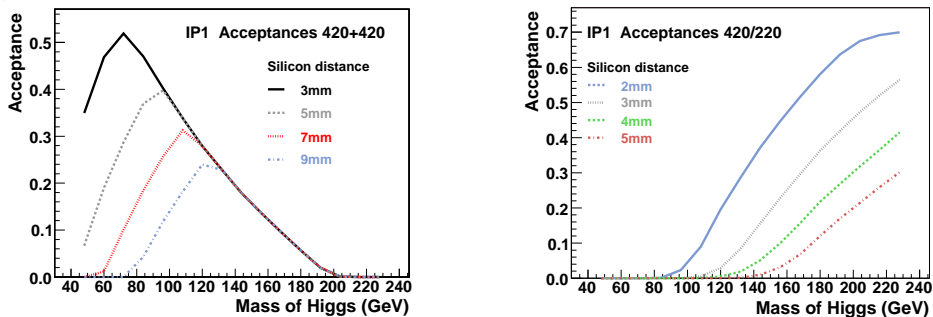 IP1 Acceptances 420+420
Acceptance
0.5
0.4
0.3
0.2
0.1
0.0
Silicon distance
3mm
5mm
7mm
9mm
40 60 80 100 120 140 160 180 200 220 240
Mass of Higgs (GeV)
IP1 Acceptances 420/220
Acceptance
0.7
0.6
0.5
0.4
0.3
0.2
0.1
0.0
Silicon distance
2mm
3mm
4mm
5mm
20 40 60 80 100 120 140 160 180 200 220 240
Mass of Higgs (GeV)